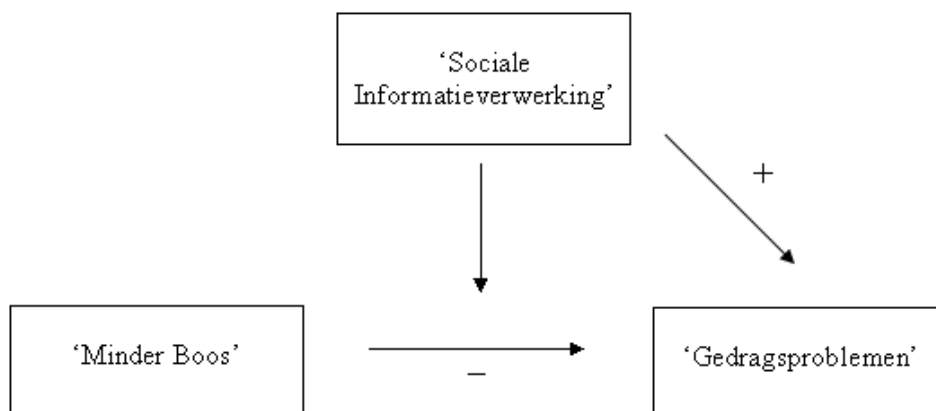 ‘Sociale
Informatieverwerking’
+
‘Minder Boos’
–
‘Gedragsproblemen’